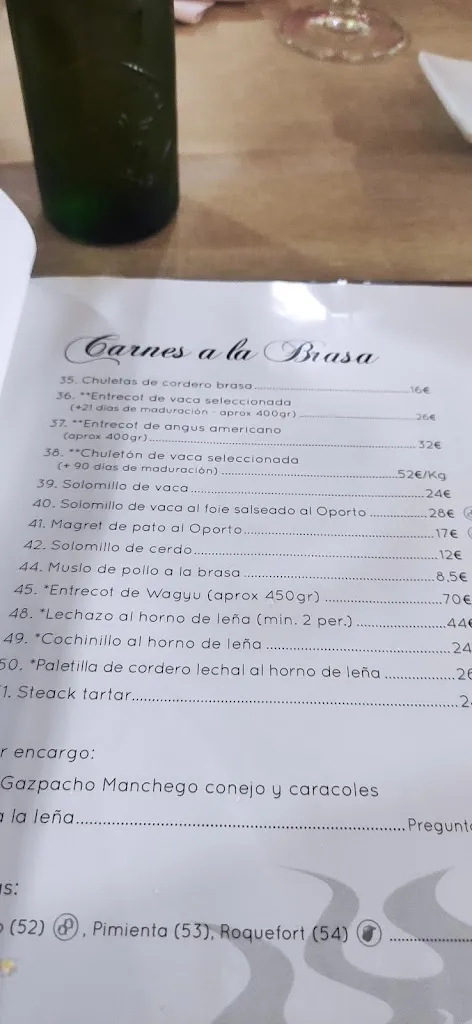 Carnes a la Brasa
35. Chuletas de cordero brasa 16€
36. **Entrecot de vaca seleccionada
(+21 dias de maduración - aprox 400gr) 26€
37. **Entrecot de angus americano
(aprox 400gr) 32€
38. **Chuletón de vaca seleccionada
(+ 90 dias de maduración) 52€/Kg
39. Solomillo de vaca 24€
40. Solomillo de vaca al foie salseado al Oporto 28€
41. Magret de pato al Oporto 17€
42. Solomillo de cerdo 12€
44. Muslo de pollo a la brasa 8,5€
45. *Entrecot de Wagyu (aprox 450gr) 70€
48. *Lechazo al horno de leña (min. 2 per.) 44€
49. *Cochinillo al horno de leña 24
50. *Paletilla de cordero lechal al horno de leña 26
1. Steack tartar 2
r encargo:
Gazpacho Manchego conejo y caracoles
a la leña Pregunt
as:
o (52), Pimienta (53), Roquefort (54)